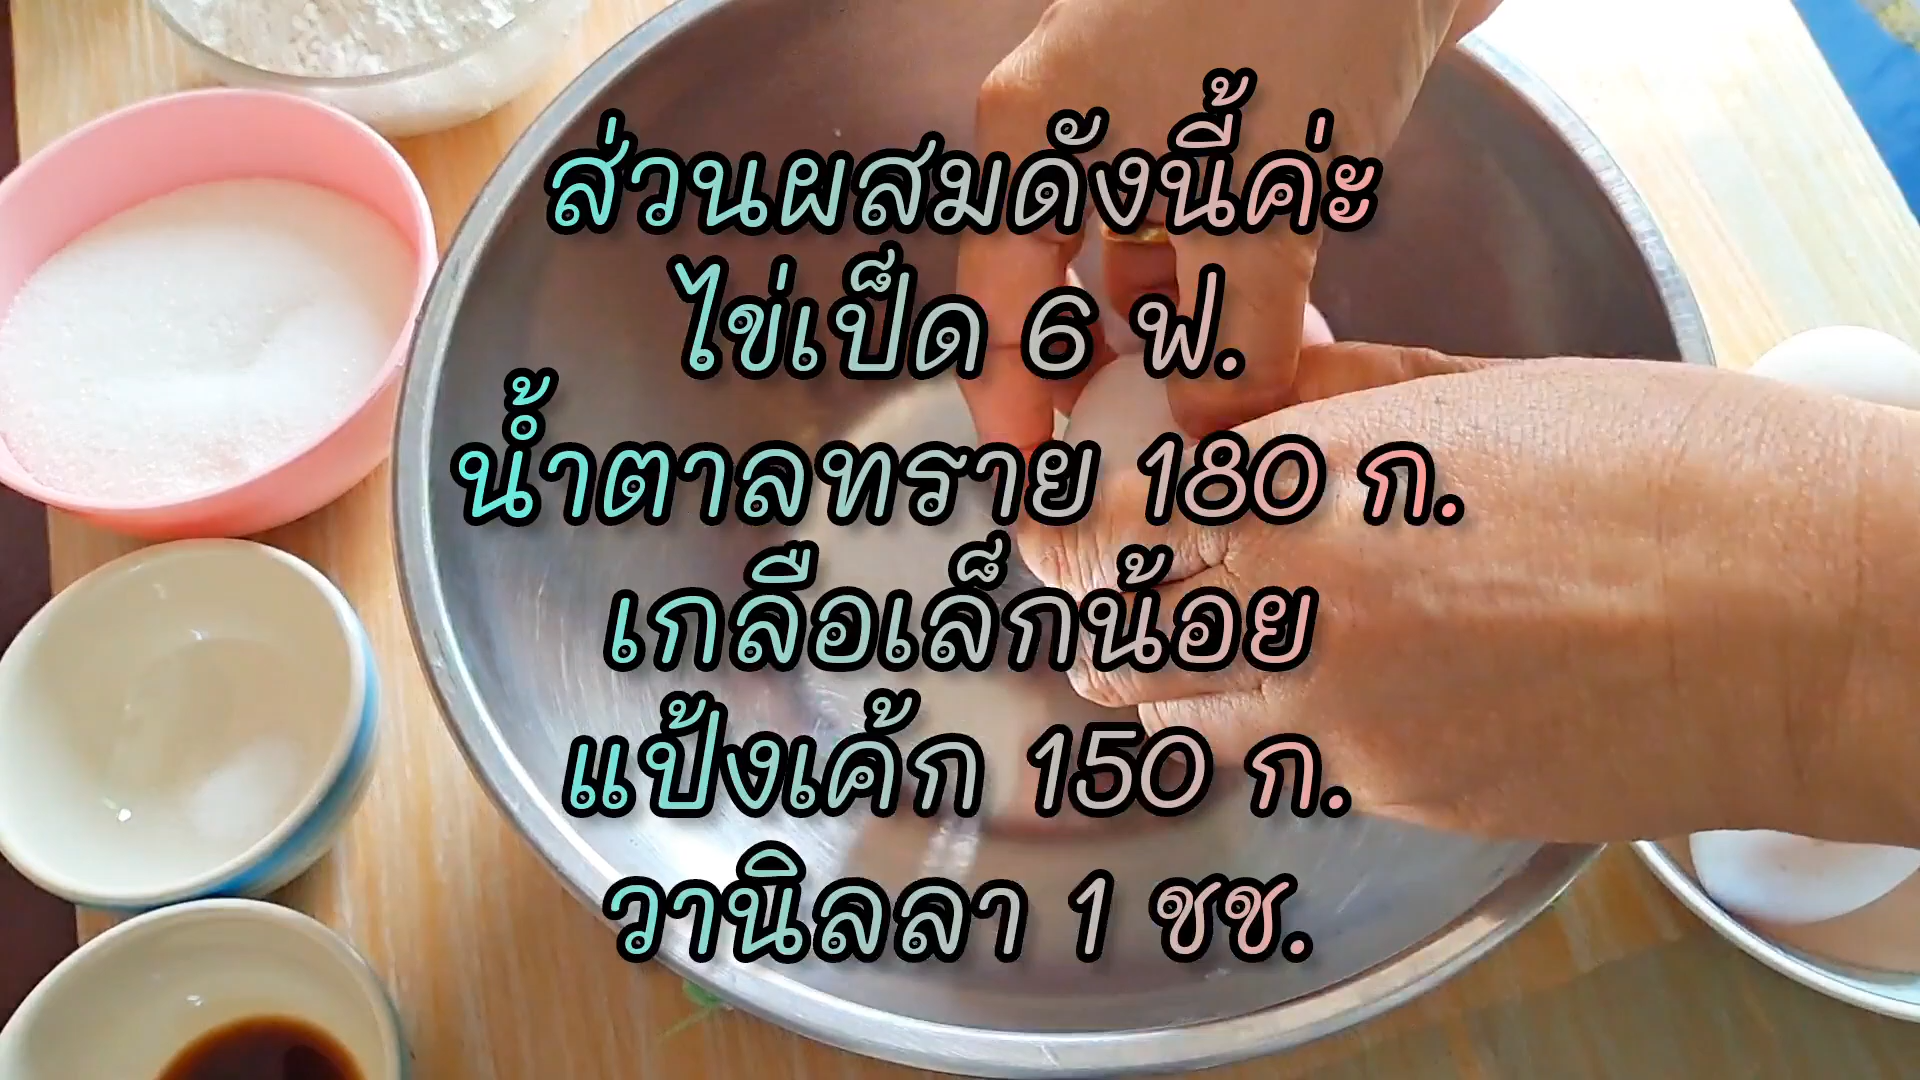 ส่วนผสมดังนี้ค่ะ
ไข่เป็ด 6 ฟ.
น้ำตาลทราย 180 ก.
เกลือเล็กน้อย
แป้งเค้ก 150 ก.
วานิลลา 1 ชช.